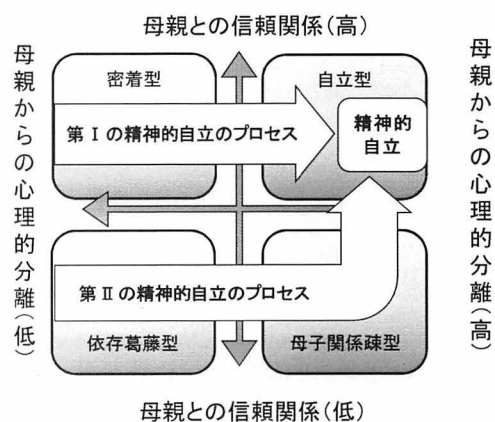 母親との信頼関係(高)
母親からの心理的分離(低)
密着型
自立型
第Ⅰの精神的自立のプロセス
精神的
自立
第Ⅱの精神的自立のプロセス
依存葛藤型
母子関係疎型
母親からの心理的分離(高)
母親との信頼関係(低)